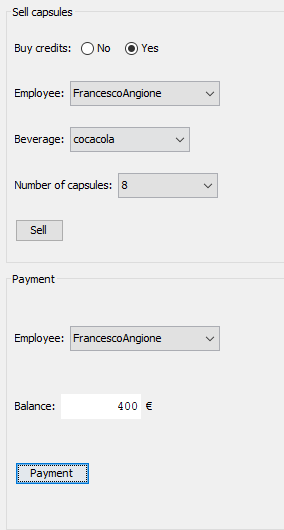 Sell capsules
Buy credits: No Yes
Employee: FrancescoAngione
Beverage: cocacola
Number of capsules: 8
Sell
Payment
Employee: FrancescoAngione
Balance: 400 €
Payment